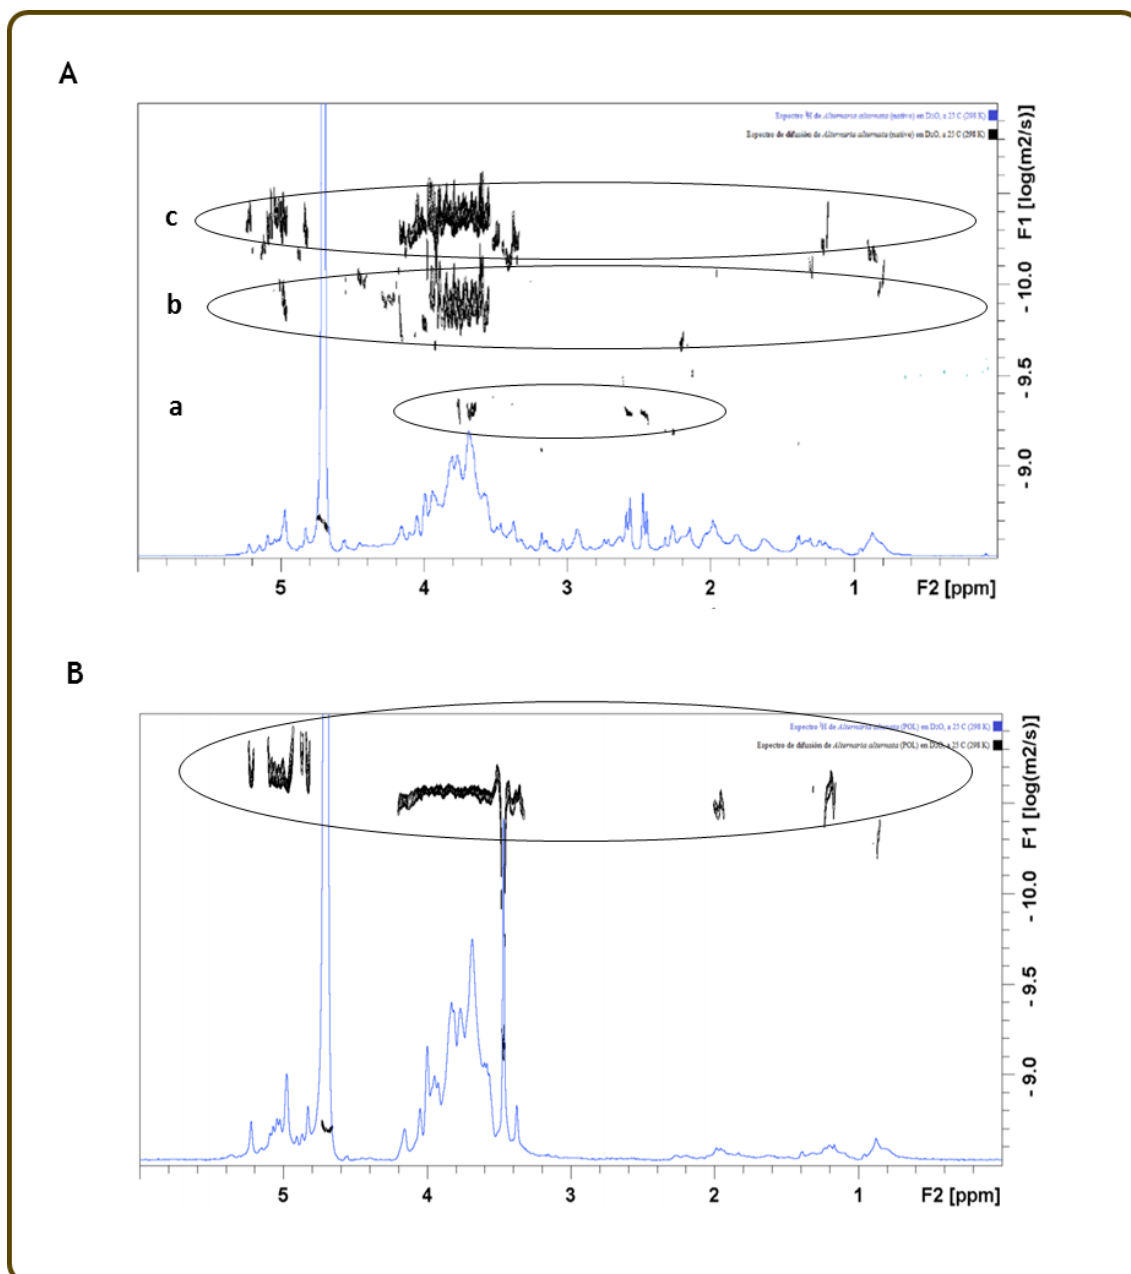 A
Espectro ¹H de Alternaria alternata (nativo) en D2O, a 25 C (298 K)
Espectro de difusión de Alternaria alternata (nativo) en D2O, a 25 C (298 K)
c
b
a
F1 [log(m2/s)]
- 10.0
- 9.5
- 9.0
5 4 3 2 1 F2 [ppm]
B
Espectro ¹H de Alternaria alternata (POL) en D2O, a 25 C (298 K)
Espectro de difusión de Alternaria alternata (POL) en D2O, a 25 C (298 K)
F1 [log(m2/s)]
- 10.0
- 9.5
- 9.0
5 4 3 2 1 F2 [ppm]